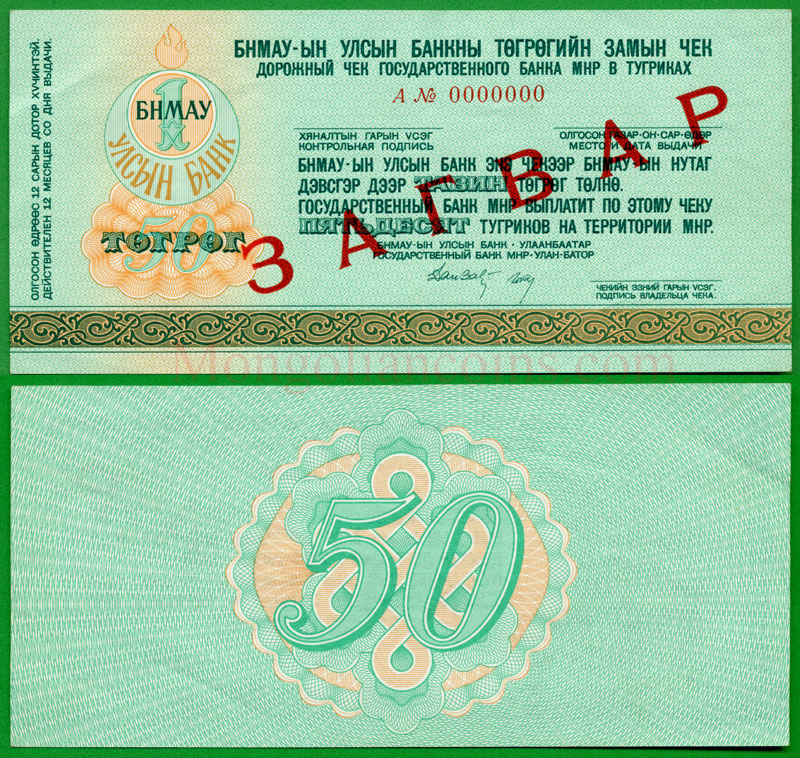 ОЛГОСОН ӨДРӨӨС 12 САРЫН ДОТОР ХҮЧИНТЭЙ.
ДЕЙСТВИТЕЛЕН 12 МЕСЯЦЕВ СО ДНЯ ВЫДАЧИ.
БНМАУ
УЛСЫН БАНК
50
ТӨГРӨГ
БНМАУ-ЫН УЛСЫН БАНКНЫ ТӨГРӨГИЙН ЗАМЫН ЧЕК
ДОРОЖНЫЙ ЧЕК ГОСУДАРСТВЕННОГО БАНКА МНР В ТУГРИКАХ
А № 0000000
ХЯНАЛТЫН ГАРЫН ҮСЭГ
КОНТРОЛЬНАЯ ПОДПИСЬ
ОЛГОСОН ГАЗАР-ОН-САР-ӨДӨР
МЕСТО И ДАТА ВЫДАЧИ
БНМАУ-ЫН УЛСЫН БАНК ЭНЭ ЧЕКЭЭР БНМАУ-ЫН НУТАГ
ДЭВСГЭР ДЭЭР ТАВИН ТӨГРӨГ ТӨЛНӨ.
ГОСУДАРСТВЕННЫЙ БАНК МНР ВЫПЛАТИТ ПО ЭТОМУ ЧЕКУ
ПЯТЬДЕСЯТ ТУГРИКОВ НА ТЕРРИТОРИИ МНР.
БНМАУ-ЫН УЛСЫН БАНК · УЛААНБААТАР
ГОСУДАРСТВЕННЫЙ БАНК МНР · УЛАН-БАТОР
ЧЕКИЙН ЭЗНИЙ ГАРЫН ҮСЭГ.
ПОДПИСЬ ВЛАДЕЛЬЦА ЧЕКА.
ЗАГВАР
Mongoliancoins.com
50